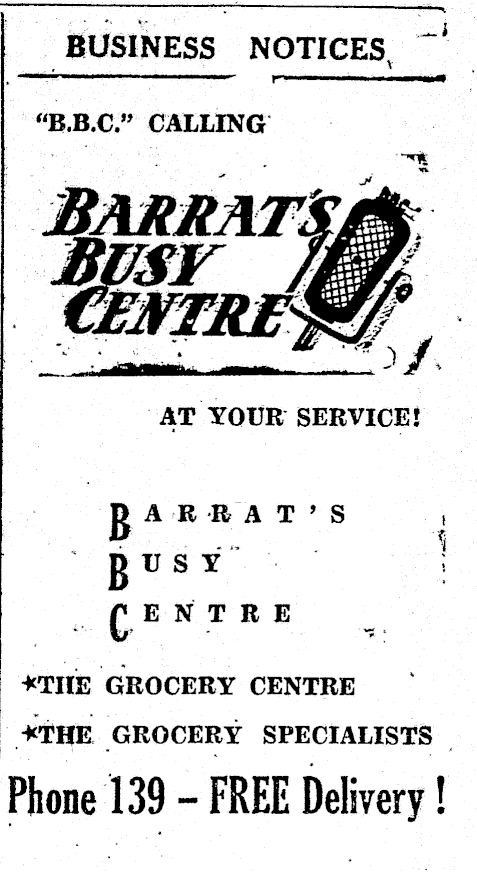 BUSINESS NOTICES
"B.B.C." CALLING
BARRAT'S
BUSY
CENTRE
AT YOUR SERVICE!
BARRAT'S
BUSY
CENTRE
*THE GROCERY CENTRE
*THE GROCERY SPECIALISTS
Phone 139 – FREE Delivery !